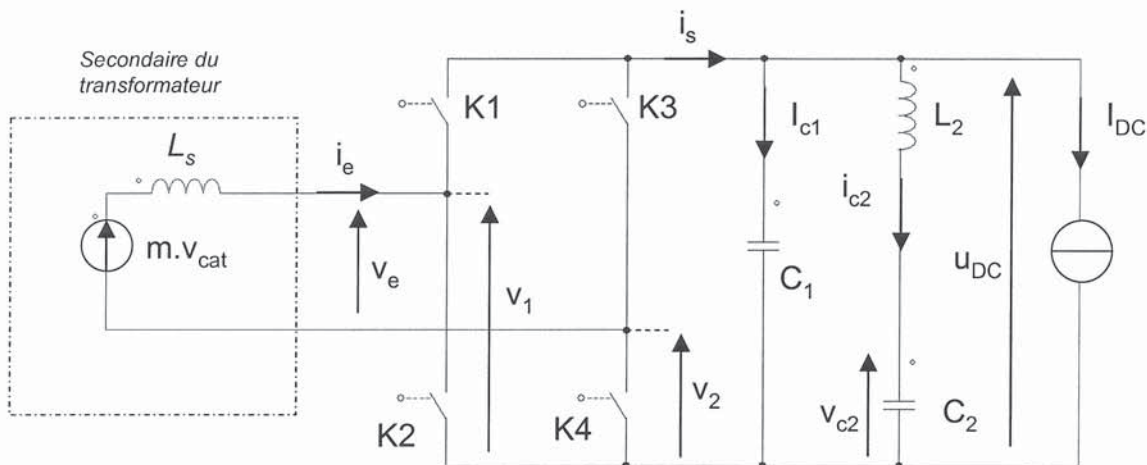 Secondaire du
transformateur
L_s
i_e
m.v_cat
v_e
v_1
K1
K3
K2
K4
v_2
i_s
I_c1
C_1
L_2
i_c2
v_c2
C_2
u_DC
I_DC